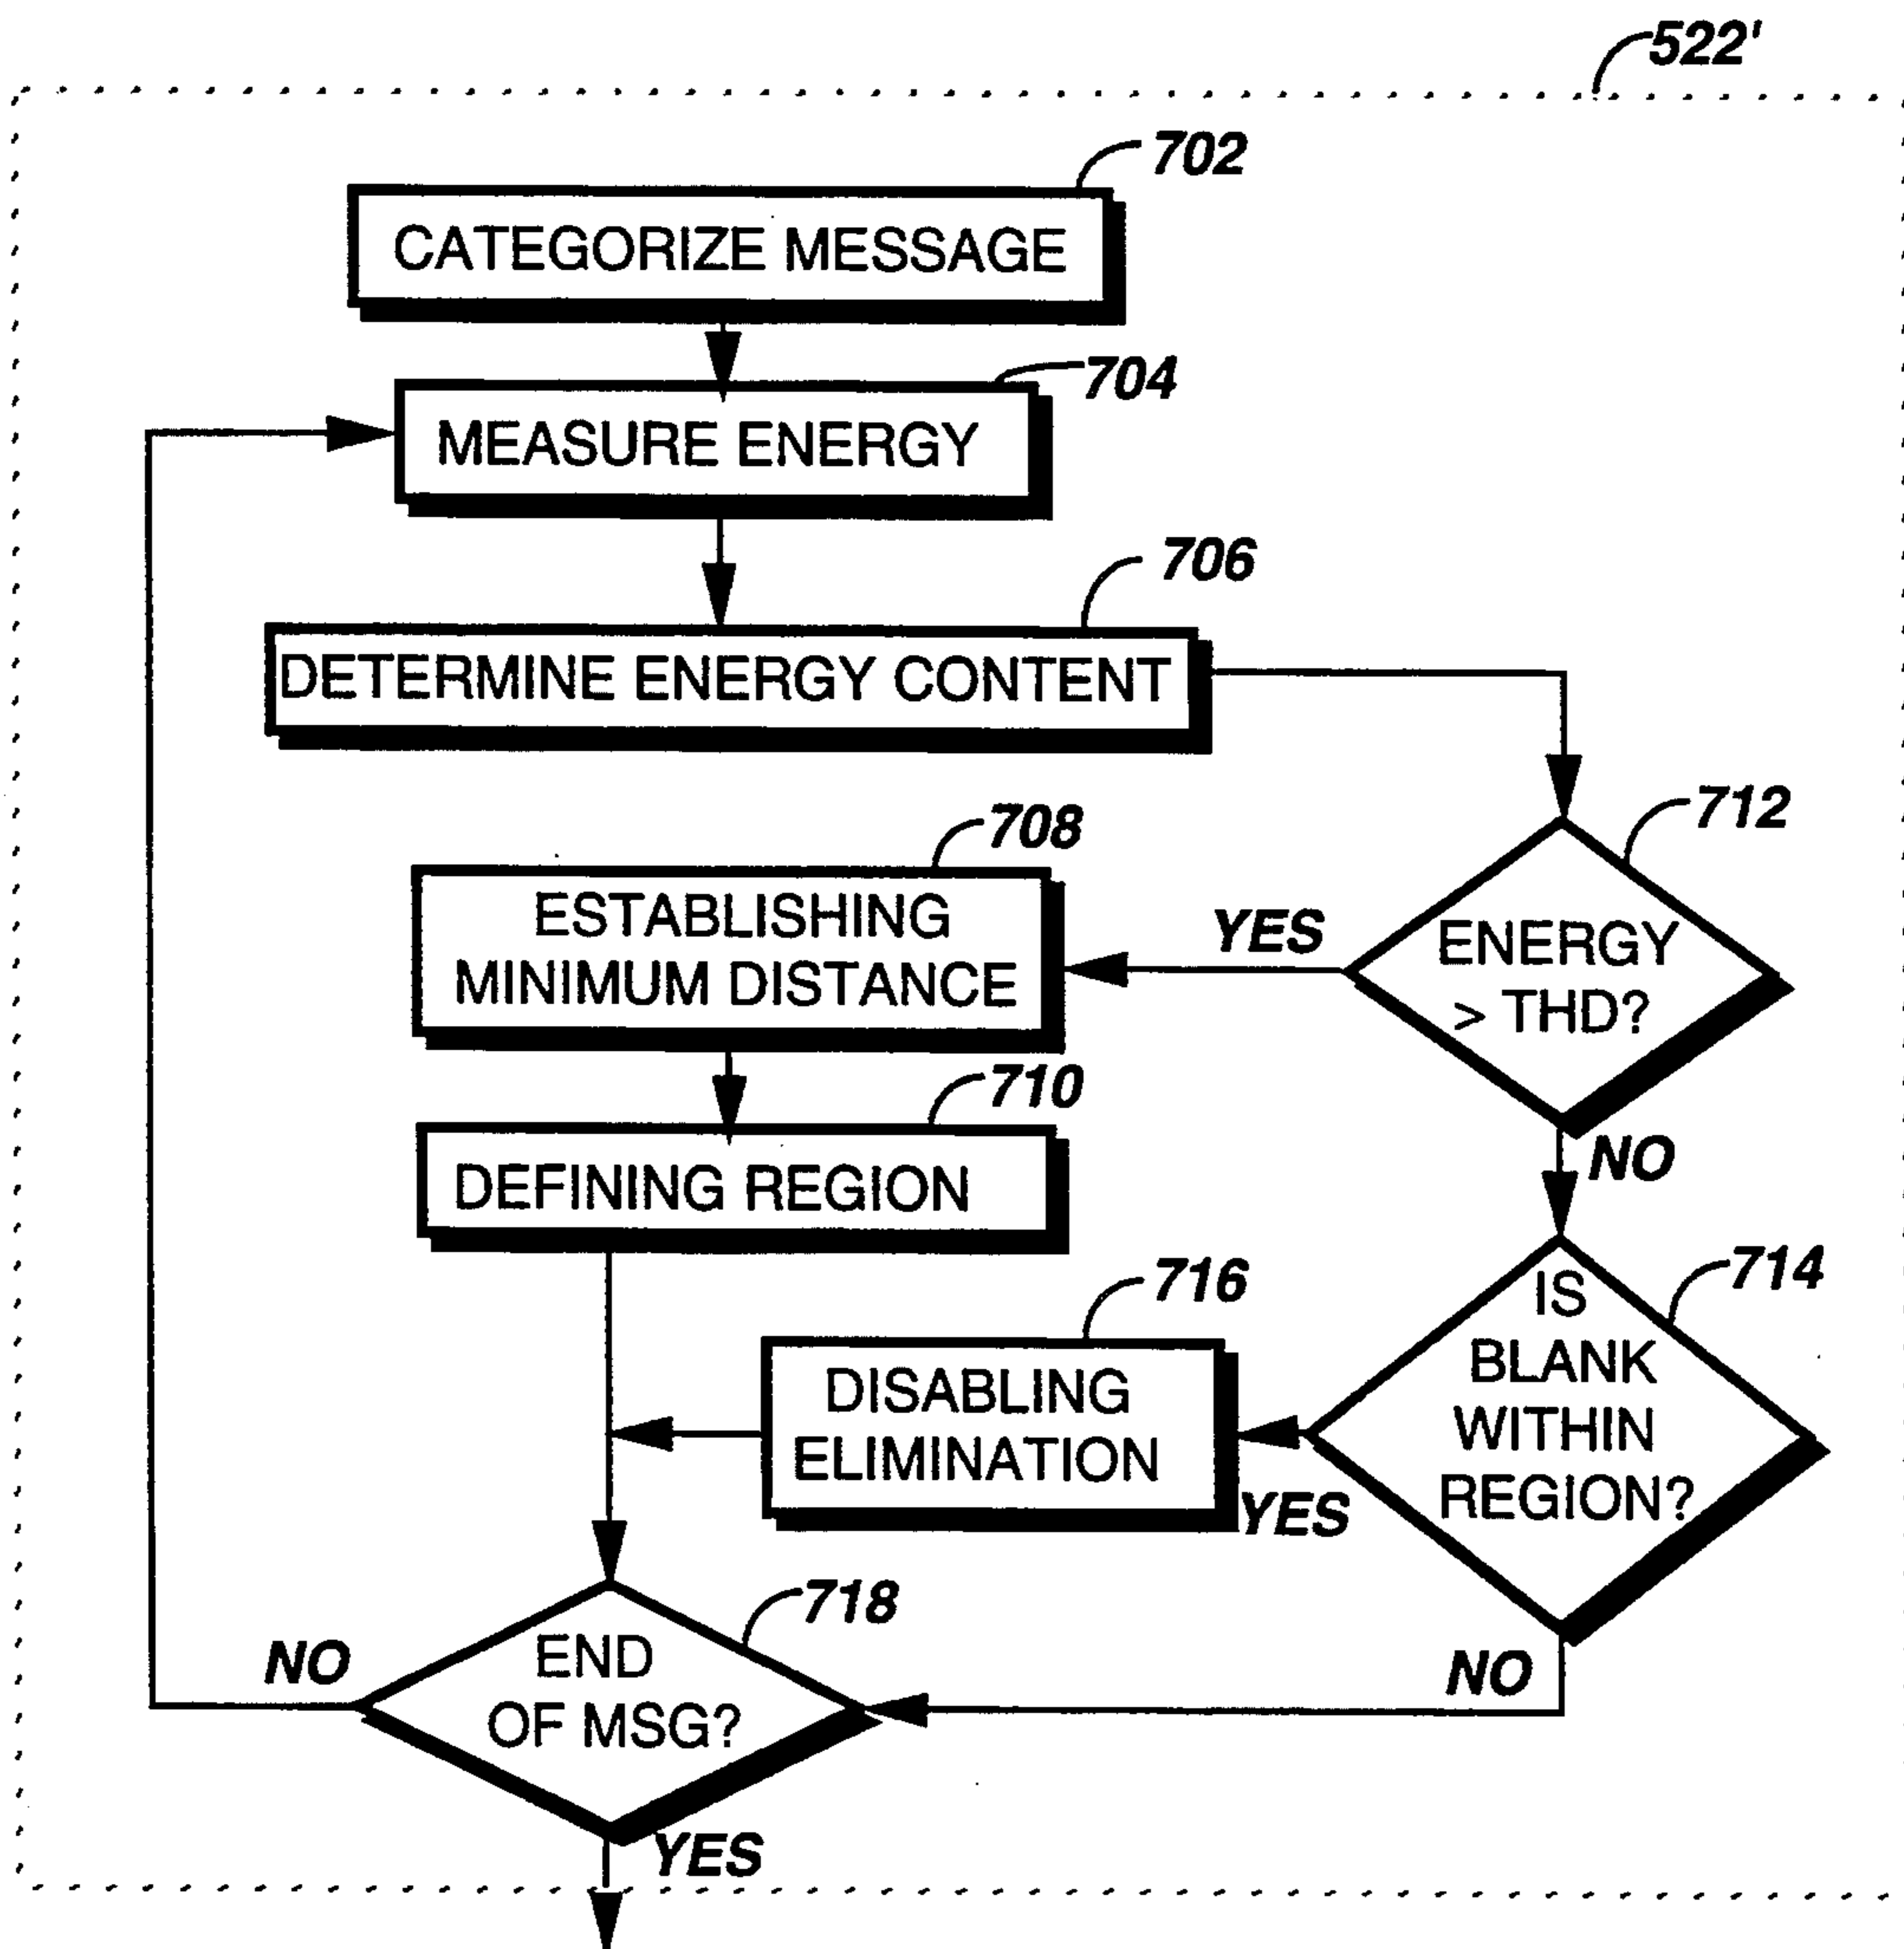 522'
702
CATEGORIZE MESSAGE
704
MEASURE ENERGY
706
DETERMINE ENERGY CONTENT
712
ENERGY
> THD?
YES
NO
708
ESTABLISHING
MINIMUM DISTANCE
710
DEFINING REGION
714
IS
BLANK
WITHIN
REGION?
YES
NO
716
DISABLING
ELIMINATION
718
END
OF MSG?
NO
YES